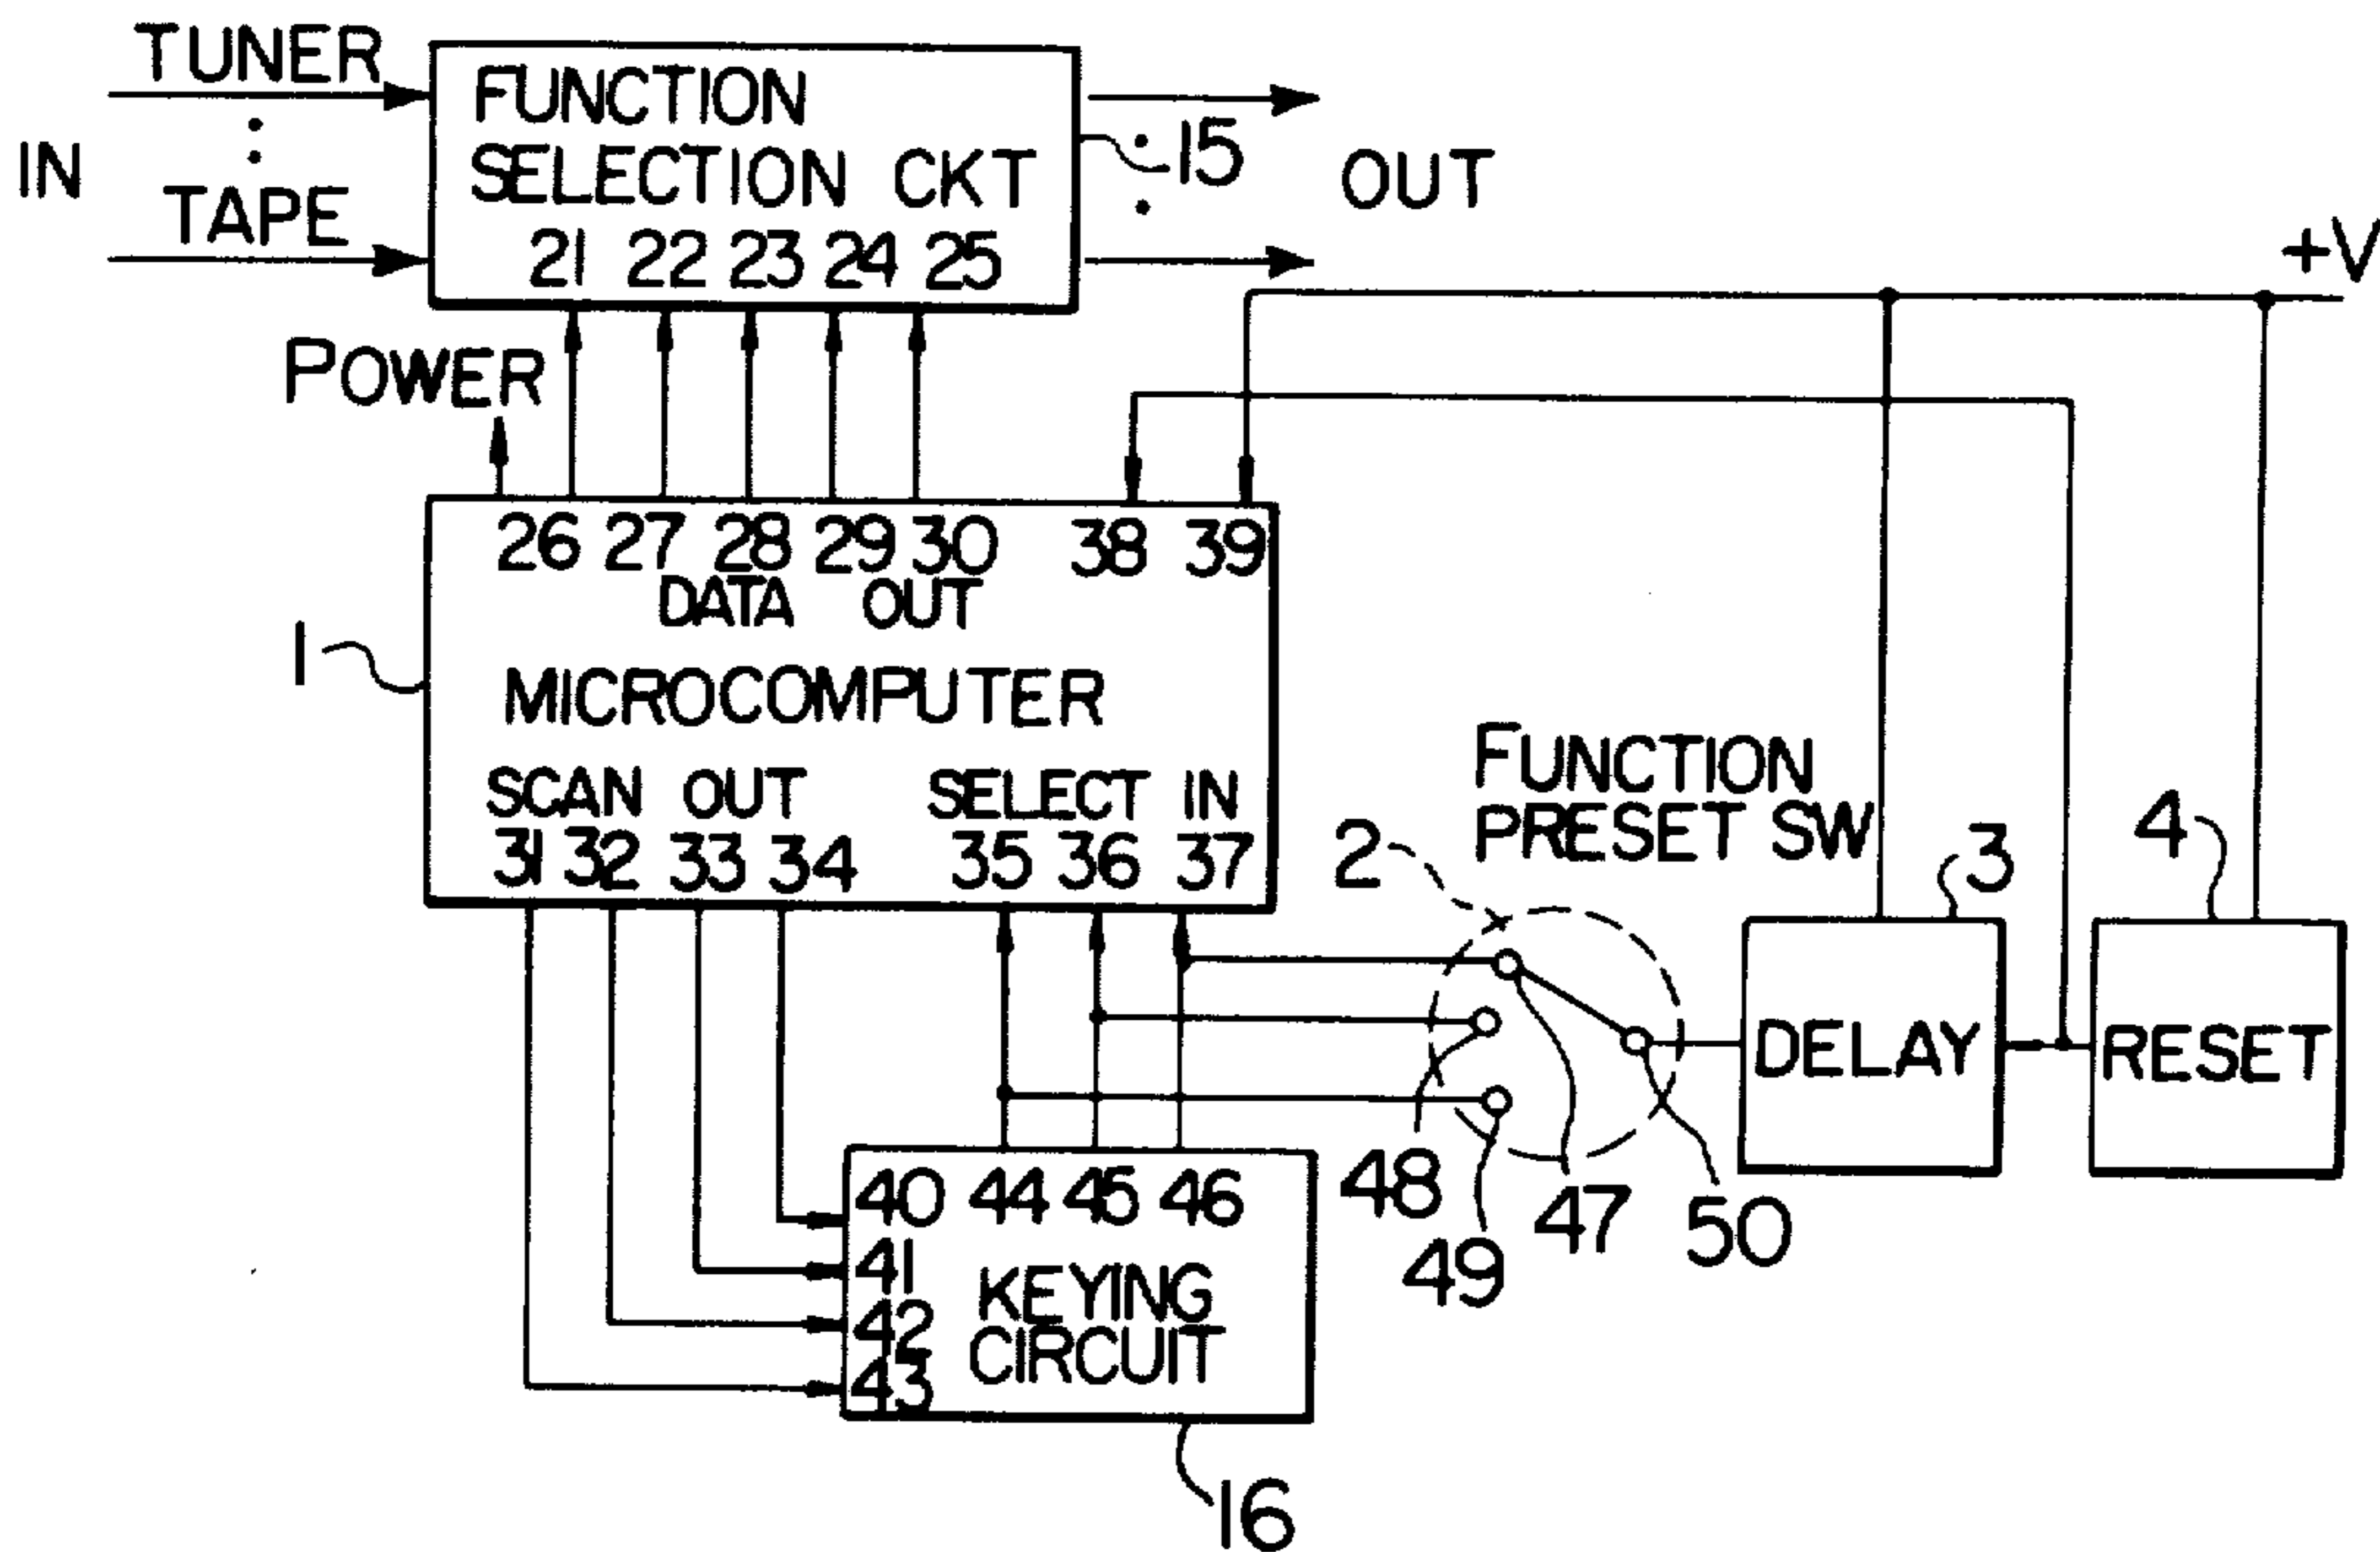 TUNER
IN
TAPE
FUNCTION
SELECTION CKT
21 22 23 24 25
15
OUT
+V
POWER
26 27 28 29 30 38 39
DATA OUT
1
MICROCOMPUTER
SCAN OUT SELECT IN
31 32 33 34 35 36 37
FUNCTION
PRESET SW
2
3
4
DELAY
RESET
40 44 45 46
41
42
43
KEYING
CIRCUIT
48
49
47
50
16